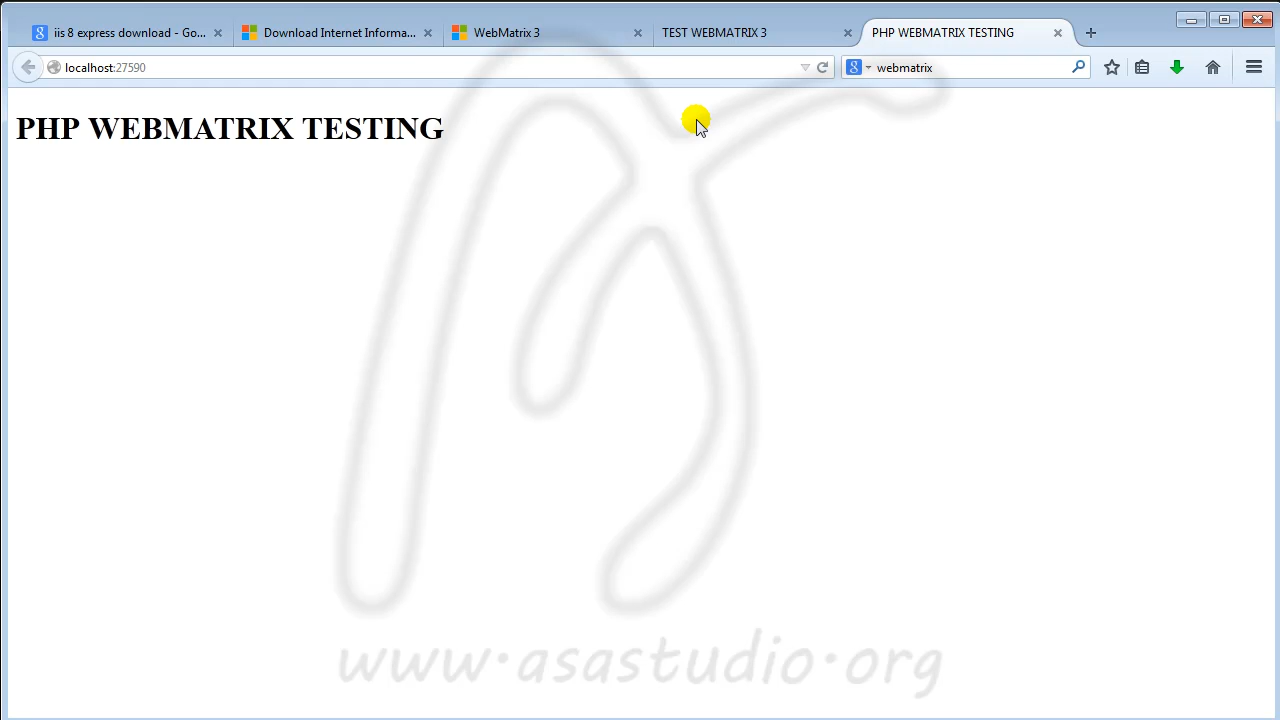 iis 8 express download - Go...
Download Internet Informa...
WebMatrix 3
TEST WEBMATRIX 3
PHP WEBMATRIX TESTING
localhost:27590
webmatrix
PHP WEBMATRIX TESTING
www.asastudio.org